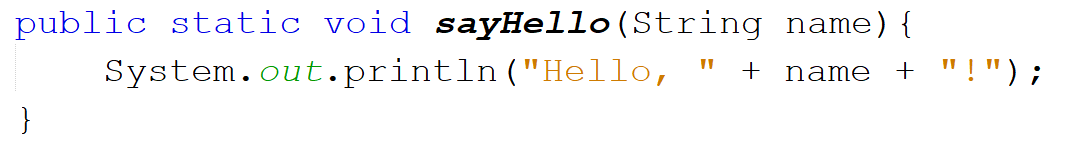 public static void sayHello(String name){
    System.out.println("Hello, " + name + "!");
}